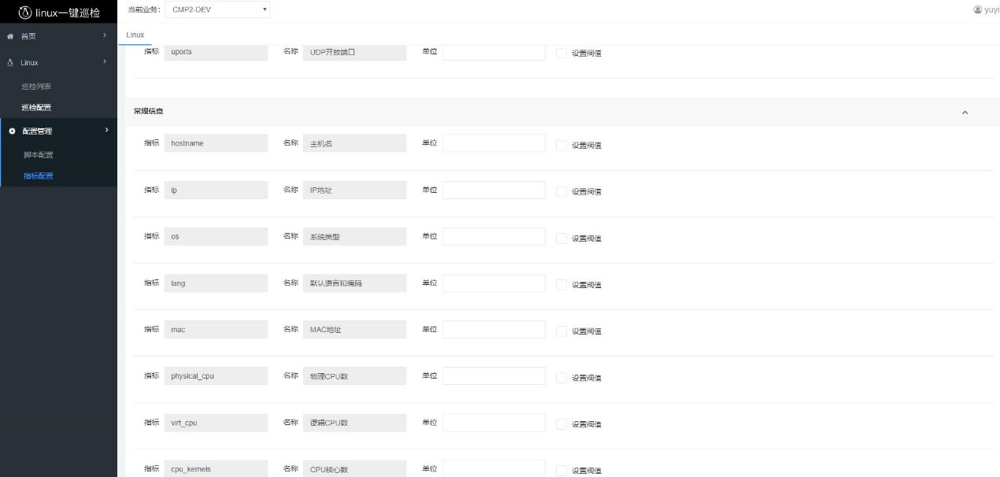 linux一键巡检
当前业务: CMP2-DEV
yuyi
首页
Linux
巡检列表
巡检配置
配置管理
脚本配置
指标配置
Linux
指标 uports 名称 UDP开放端口 单位 设置阀值
常规信息
指标 hostname 名称 主机名 单位 设置阀值
指标 ip 名称 IP地址 单位 设置阀值
指标 os 名称 系统类型 单位 设置阀值
指标 lang 名称 默认语言和编码 单位 设置阀值
指标 mac 名称 MAC地址 单位 设置阀值
指标 physical_cpu 名称 物理CPU数 单位 设置阀值
指标 virt_cpu 名称 逻辑CPU数 单位 设置阀值
指标 cpu_kernels 名称 CPU核心数 单位 设置阀值